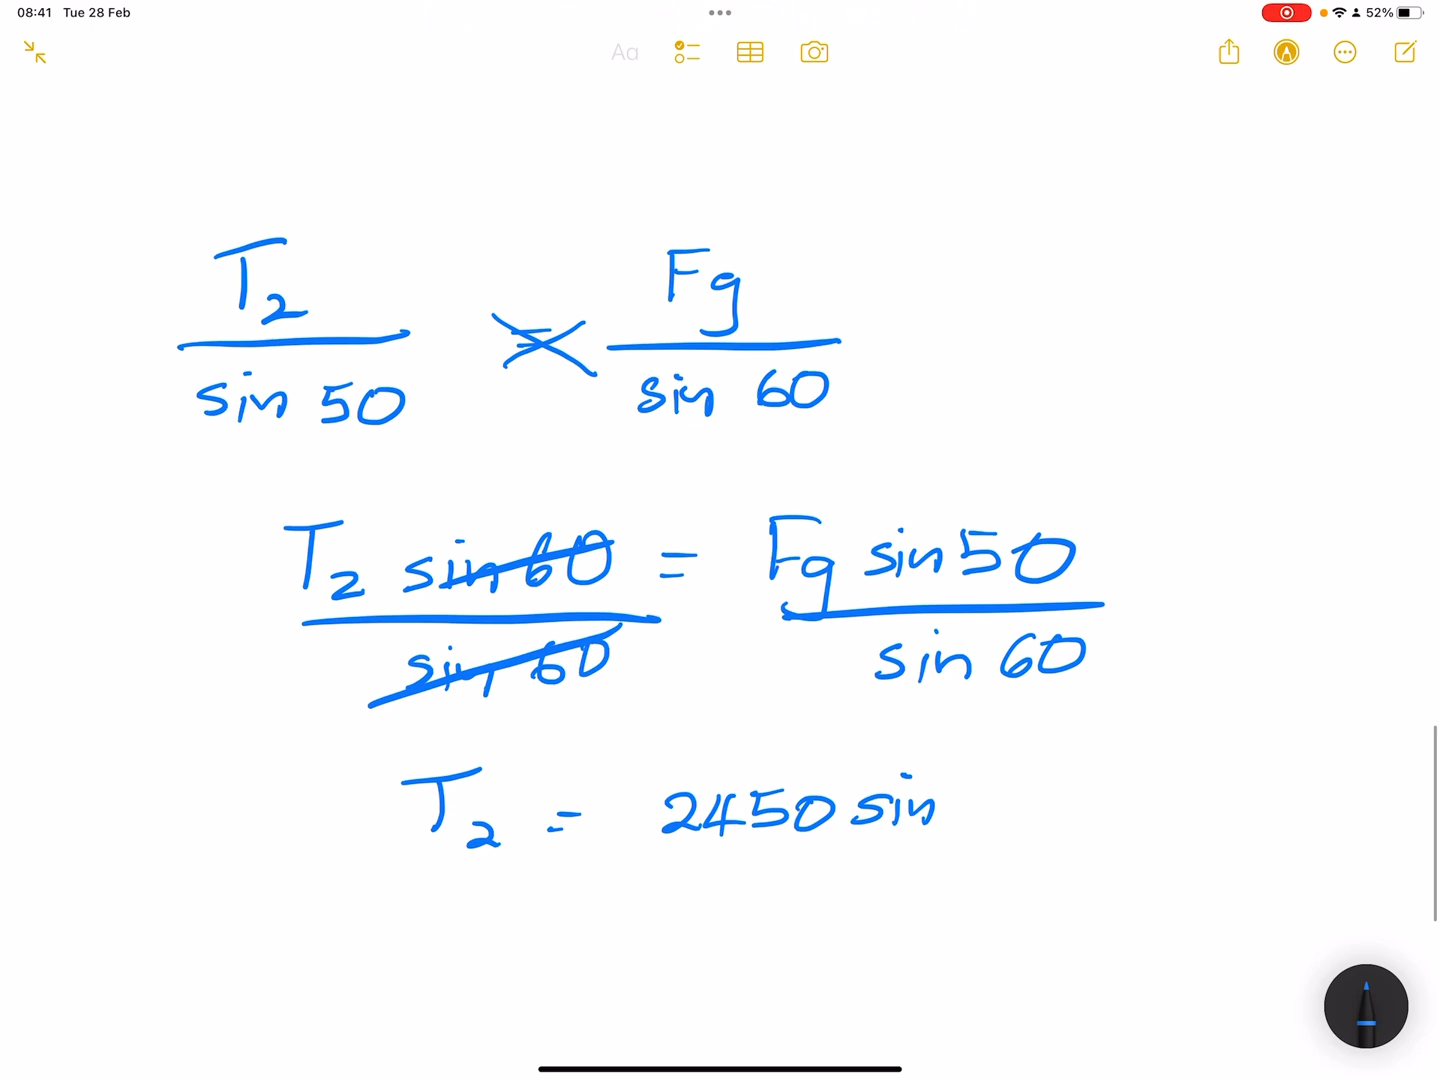 08:41 Tue 28 Feb 52%
Aa
T2 = Fg
sin 50 sin 60
T2 sin 60 = Fg sin 50
sin 60 sin 60
T2 = 2450 sin